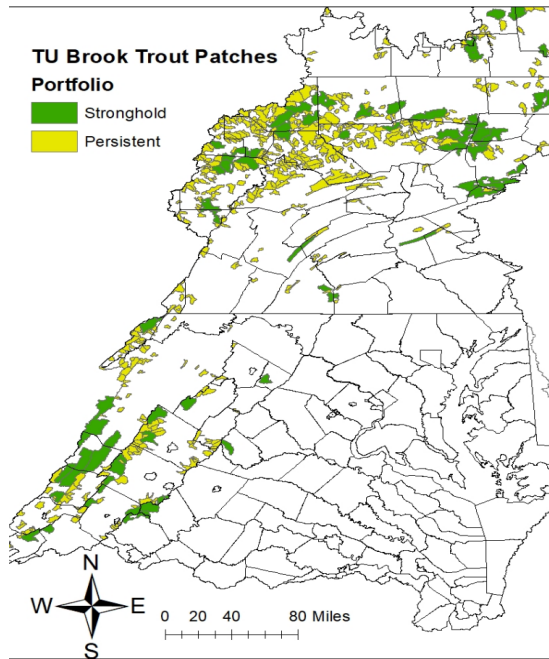 TU Brook Trout Patches
Portfolio
Stronghold
Persistent
N
W E
S
0 20 40 80 Miles